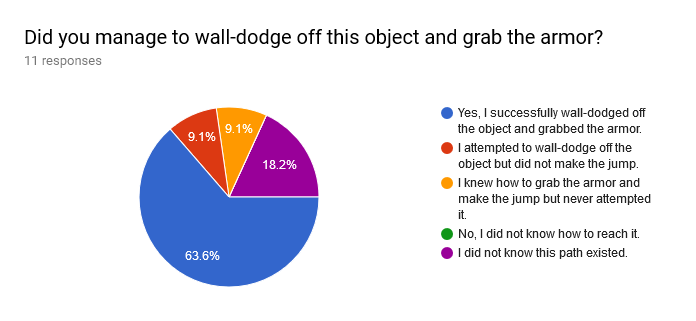 Did you manage to wall-dodge off this object and grab the armor?
11 responses
9.1%
9.1%
18.2%
63.6%
Yes, I successfully wall-dodged off
the object and grabbed the armor.
I attempted to wall-dodge off the
object but did not make the jump.
I knew how to grab the armor and
make the jump but never attempted
it.
No, I did not know how to reach it.
I did not know this path existed.